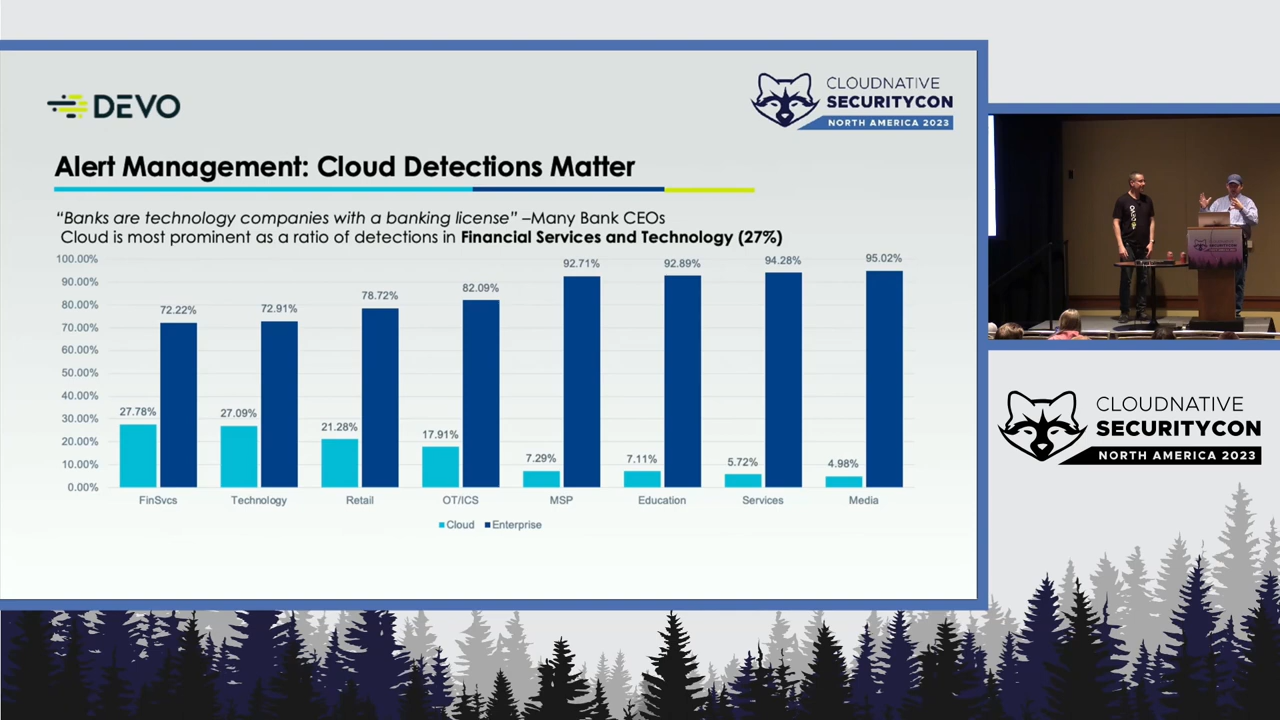 DEVO
CLOUDNATIVE
SECURITYCON
NORTH AMERICA 2023
Alert Management: Cloud Detections Matter
“Banks are technology companies with a banking license” –Many Bank CEOs
Cloud is most prominent as a ratio of detections in Financial Services and Technology (27%)
100.00%
90.00%
80.00%
70.00%
60.00%
50.00%
40.00%
30.00%
20.00%
10.00%
0.00%
27.78%
72.22%
27.09%
72.91%
21.28%
78.72%
17.91%
82.09%
7.29%
92.71%
7.11%
92.89%
5.72%
94.28%
4.98%
95.02%
FinSvcs
Technology
Retail
OT/ICS
MSP
Education
Services
Media
Cloud
Enterprise
CLOUDNATIVE
SECURITYCON
NORTH AMERICA 2023